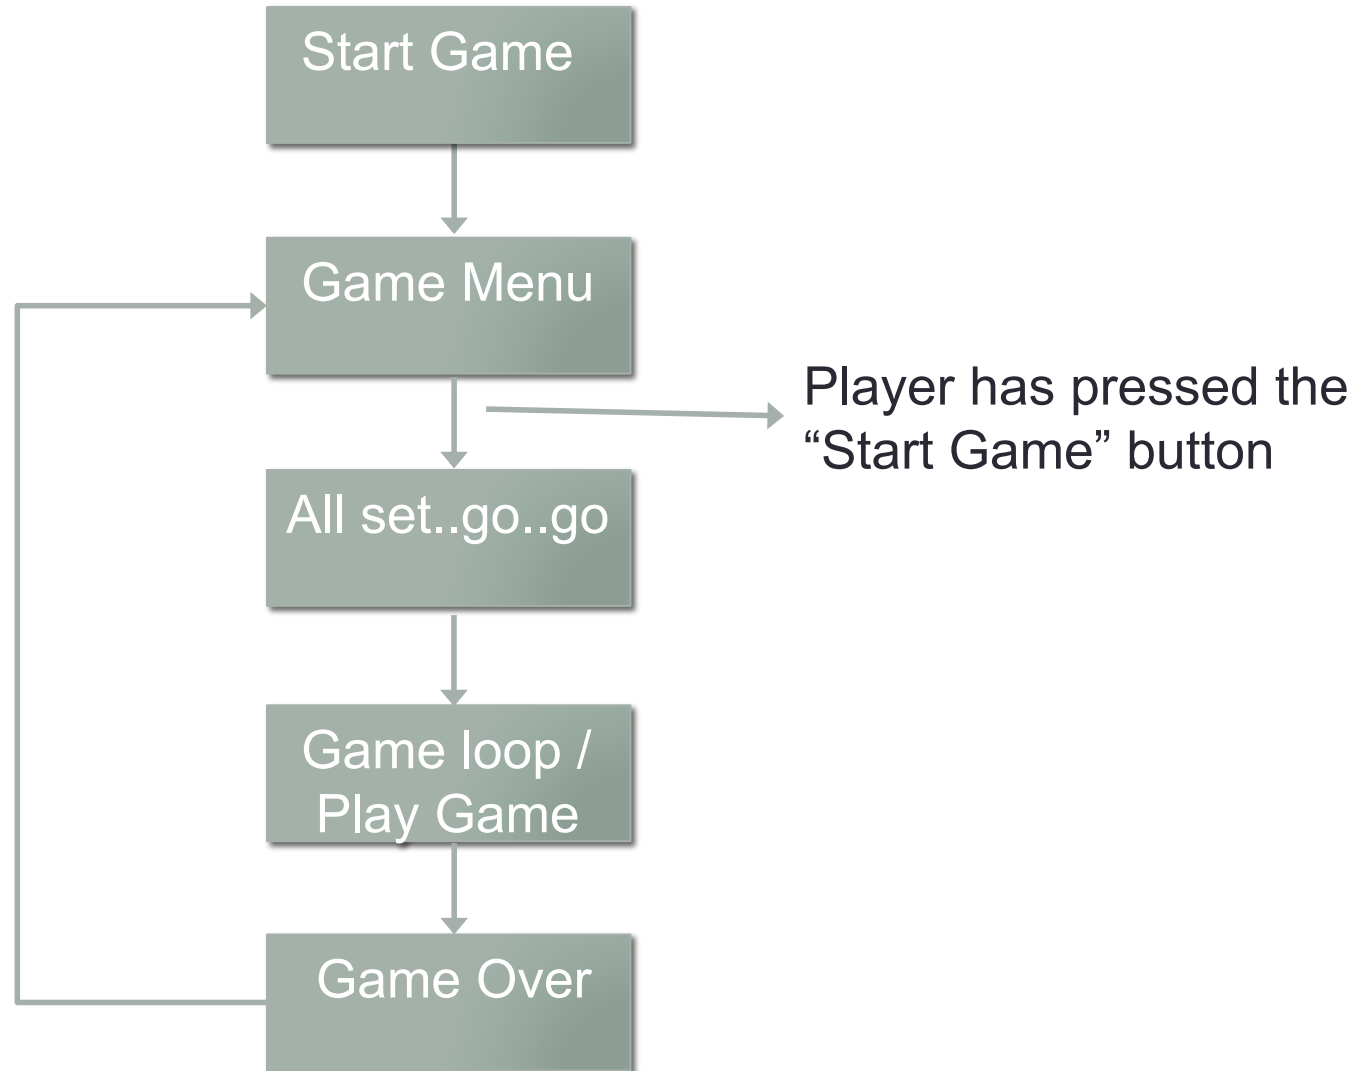 Start Game
Game Menu
Player has pressed the
“Start Game” button
All set..go..go
Game loop /
Play Game
Game Over